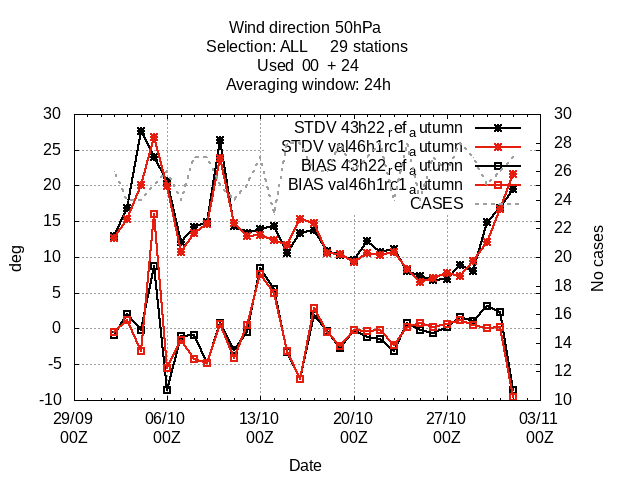 Wind direction 50hPa
Selection: ALL 29 stations
Used 00 + 24
Averaging window: 24h
STDV 43h22ref_autumn
STDV val46h1rc1_autumn
BIAS 43h22ref_autumn
BIAS val46h1rc1_autumn
CASES
30
25
20
15
10
5
0
-5
-10
30
28
26
24
22
20
18
16
14
12
10
deg
No cases
29/09 06/10 13/10 20/10 27/10 03/11
00Z 00Z 00Z 00Z 00Z 00Z
Date